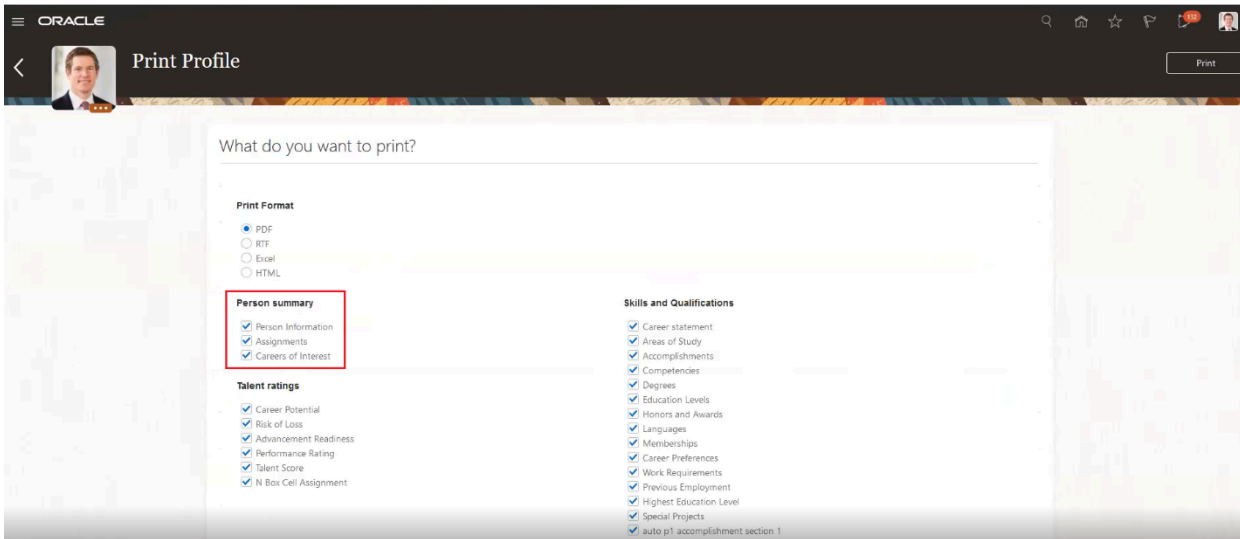 ORACLE
132
Print Profile
Print
What do you want to print?
Print Format
PDF
RTF
Excel
HTML
Person summary
Person Information
Assignments
Careers of Interest
Talent ratings
Career Potential
Risk of Loss
Advancement Readiness
Performance Rating
Talent Score
N Box Cell Assignment
Skills and Qualifications
Career statement
Areas of Study
Accomplishments
Competencies
Degrees
Education Levels
Honors and Awards
Languages
Memberships
Career Preferences
Work Requirements
Previous Employment
Highest Education Level
Special Projects
auto p1 accomplishment section 1